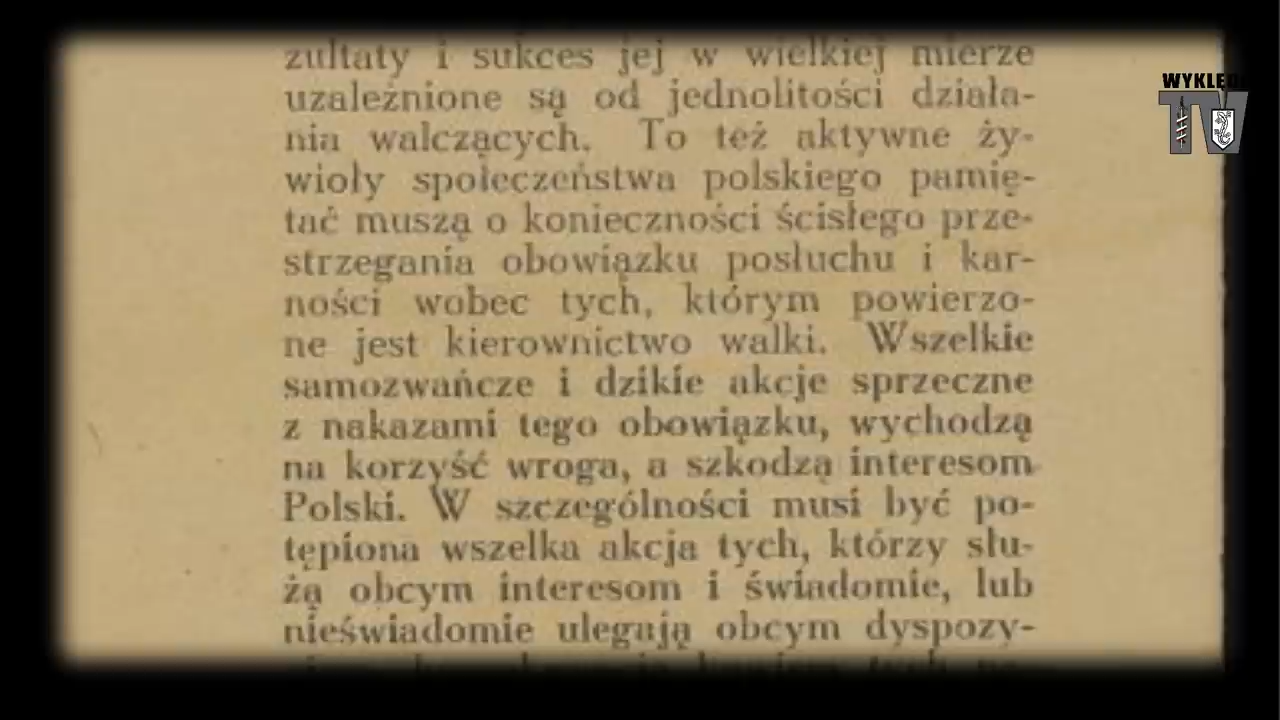 zultaty i sukces jej w wielkiej mierze
uzależnione są od jednolitości działa-
nia walczących. To też aktywne ży-
wioły społeczeństwa polskiego pamię-
tać muszą o konieczności ścisłego prze-
strzegania obowiązku posłuchu i kar-
ności wobec tych, którym powierzo-
ne jest kierownictwo walki. Wszelkie
samozwańcze i dzikie akcje sprzeczne
z nakazami tego obowiązku, wychodzą
na korzyść wroga, a szkodzą interesom
Polski. W szczególności musi być po-
tępiona wszelka akcja tych, którzy słu-
żą obcym interesom i świadomie, lub
nieświadomie ulegają obcym dyspozy-
WYKLĘCI
TV